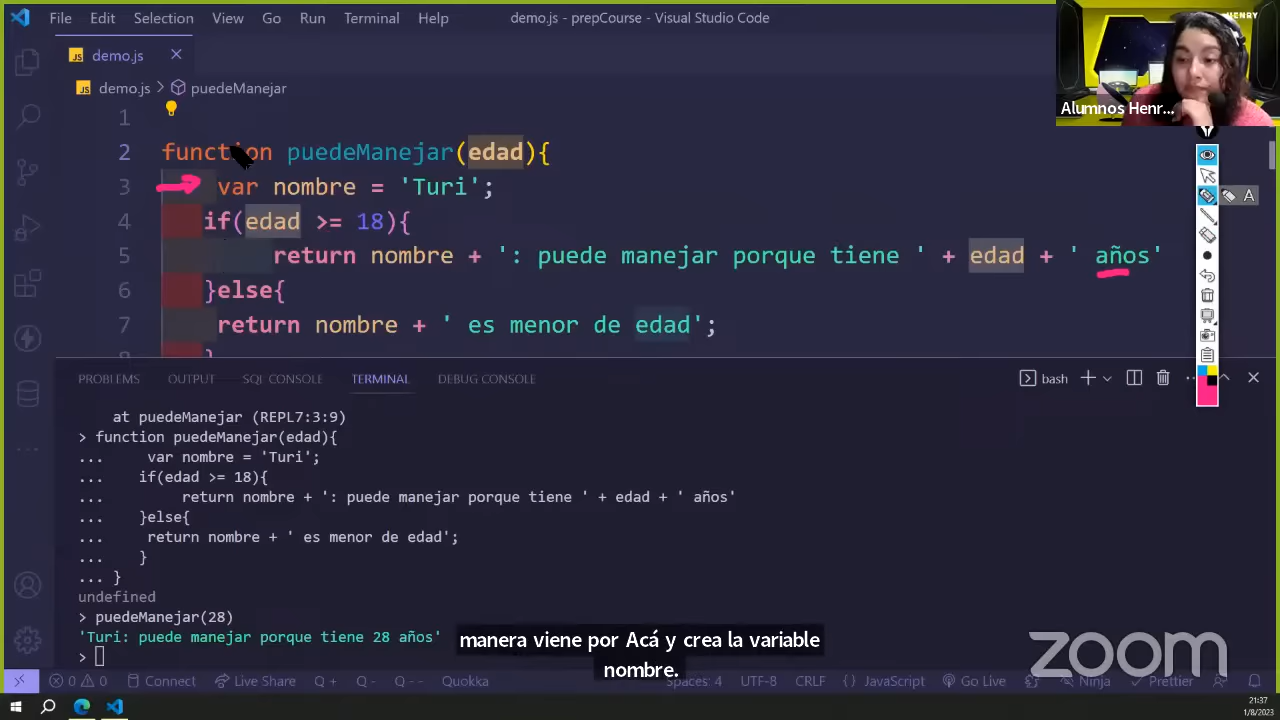 File Edit Selection View Go Run Terminal Help
demo.js - prepCourse - Visual Studio Code
HENRY
Alumnos Henr...
JS demo.js
JS demo.js > puedeManejar
1
2 function puedeManejar(edad){
3 var nombre = 'Turi';
4 if(edad >= 18){
5 return nombre + ': puede manejar porque tiene ' + edad + ' años'
6 }else{
7 return nombre + ' es menor de edad';
A
PROBLEMS OUTPUT SQL CONSOLE TERMINAL DEBUG CONSOLE
bash
at puedeManejar (REPL7:3:9)
> function puedeManejar(edad){
... var nombre = 'Turi';
... if(edad >= 18){
... return nombre + ': puede manejar porque tiene ' + edad + ' años'
... }else{
... return nombre + ' es menor de edad';
... }
... }
undefined
> puedeManejar(28)
'Turi: puede manejar porque tiene 28 años'
>
manera viene por Acá y crea la variable
nombre.
zoom
0 0 Connect Live Share Q + Q - Q -- Quokka Spaces: 4 UTF-8 CRLF {} JavaScript Go Live Ninja Prettier
21:37
1/8/2023